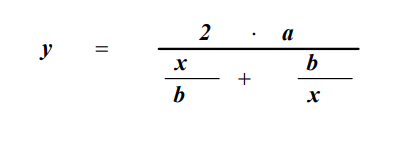 2 · a
y =
x b
+
b x